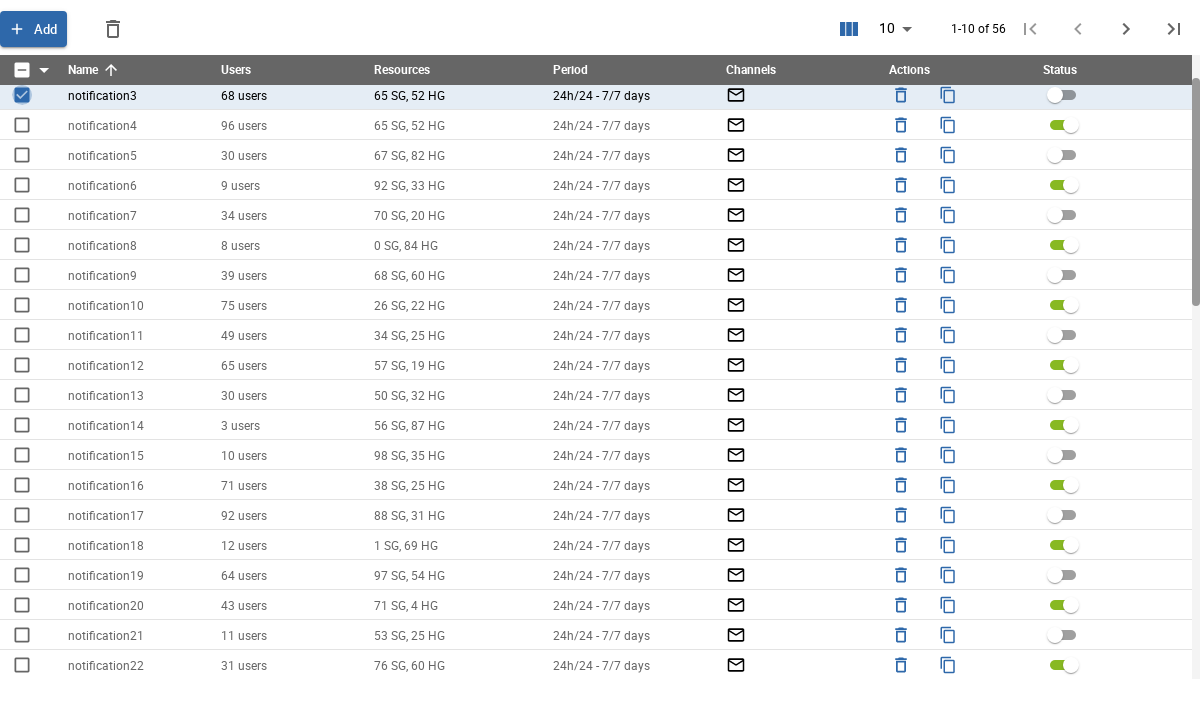 Add 10 1-10 of 56
Name Users Resources Period Channels Actions Status
notification3 68 users 65 SG, 52 HG 24h/24 - 7/7 days
notification4 96 users 65 SG, 52 HG 24h/24 - 7/7 days
notification5 30 users 67 SG, 82 HG 24h/24 - 7/7 days
notification6 9 users 92 SG, 33 HG 24h/24 - 7/7 days
notification7 34 users 70 SG, 20 HG 24h/24 - 7/7 days
notification8 8 users 0 SG, 84 HG 24h/24 - 7/7 days
notification9 39 users 68 SG, 60 HG 24h/24 - 7/7 days
notification10 75 users 26 SG, 22 HG 24h/24 - 7/7 days
notification11 49 users 34 SG, 25 HG 24h/24 - 7/7 days
notification12 65 users 57 SG, 19 HG 24h/24 - 7/7 days
notification13 30 users 50 SG, 32 HG 24h/24 - 7/7 days
notification14 3 users 56 SG, 87 HG 24h/24 - 7/7 days
notification15 10 users 98 SG, 35 HG 24h/24 - 7/7 days
notification16 71 users 38 SG, 25 HG 24h/24 - 7/7 days
notification17 92 users 88 SG, 31 HG 24h/24 - 7/7 days
notification18 12 users 1 SG, 69 HG 24h/24 - 7/7 days
notification19 64 users 97 SG, 54 HG 24h/24 - 7/7 days
notification20 43 users 71 SG, 4 HG 24h/24 - 7/7 days
notification21 11 users 53 SG, 25 HG 24h/24 - 7/7 days
notification22 31 users 76 SG, 60 HG 24h/24 - 7/7 days